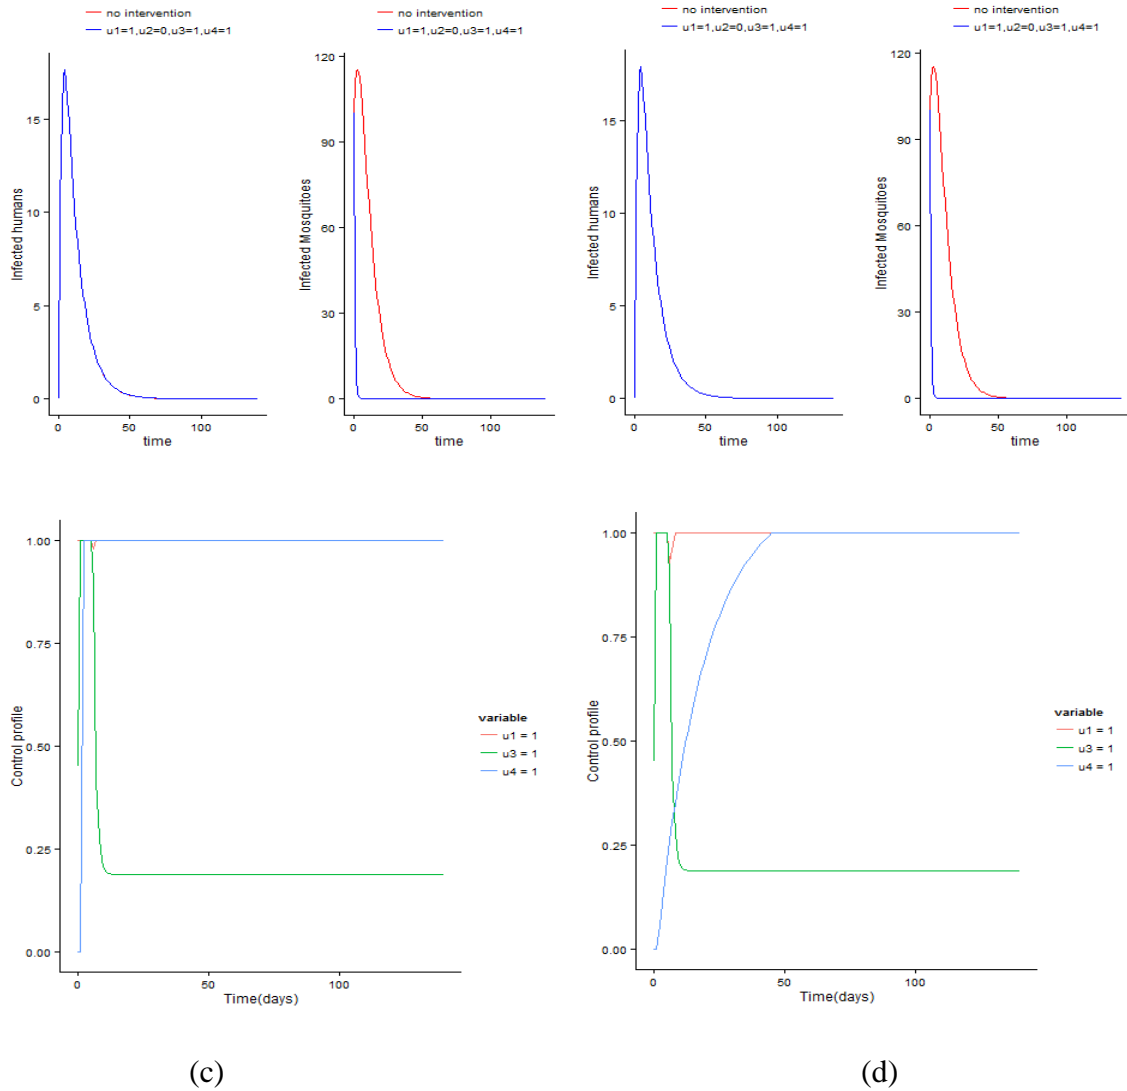 no intervention
u1=1,u2=0,u3=1,u4=1
Infected humans
15
10
5
0
0
50
100
time
no intervention
u1=1,u2=0,u3=1,u4=1
Infected Mosquitoes
120
90
60
30
0
0
50
100
time
no intervention
u1=1,u2=0,u3=1,u4=1
Infected humans
15
10
5
0
0
50
100
time
no intervention
u1=1,u2=0,u3=1,u4=1
Infected Mosquitoes
120
90
60
30
0
0
50
100
time
Control profile
1.00
0.75
0.50
0.25
0.00
0
50
100
Time(days)
variable
u1 = 1
u3 = 1
u4 = 1
(c)
Control profile
1.00
0.75
0.50
0.25
0.00
0
50
100
Time(days)
variable
u1 = 1
u3 = 1
u4 = 1
(d)